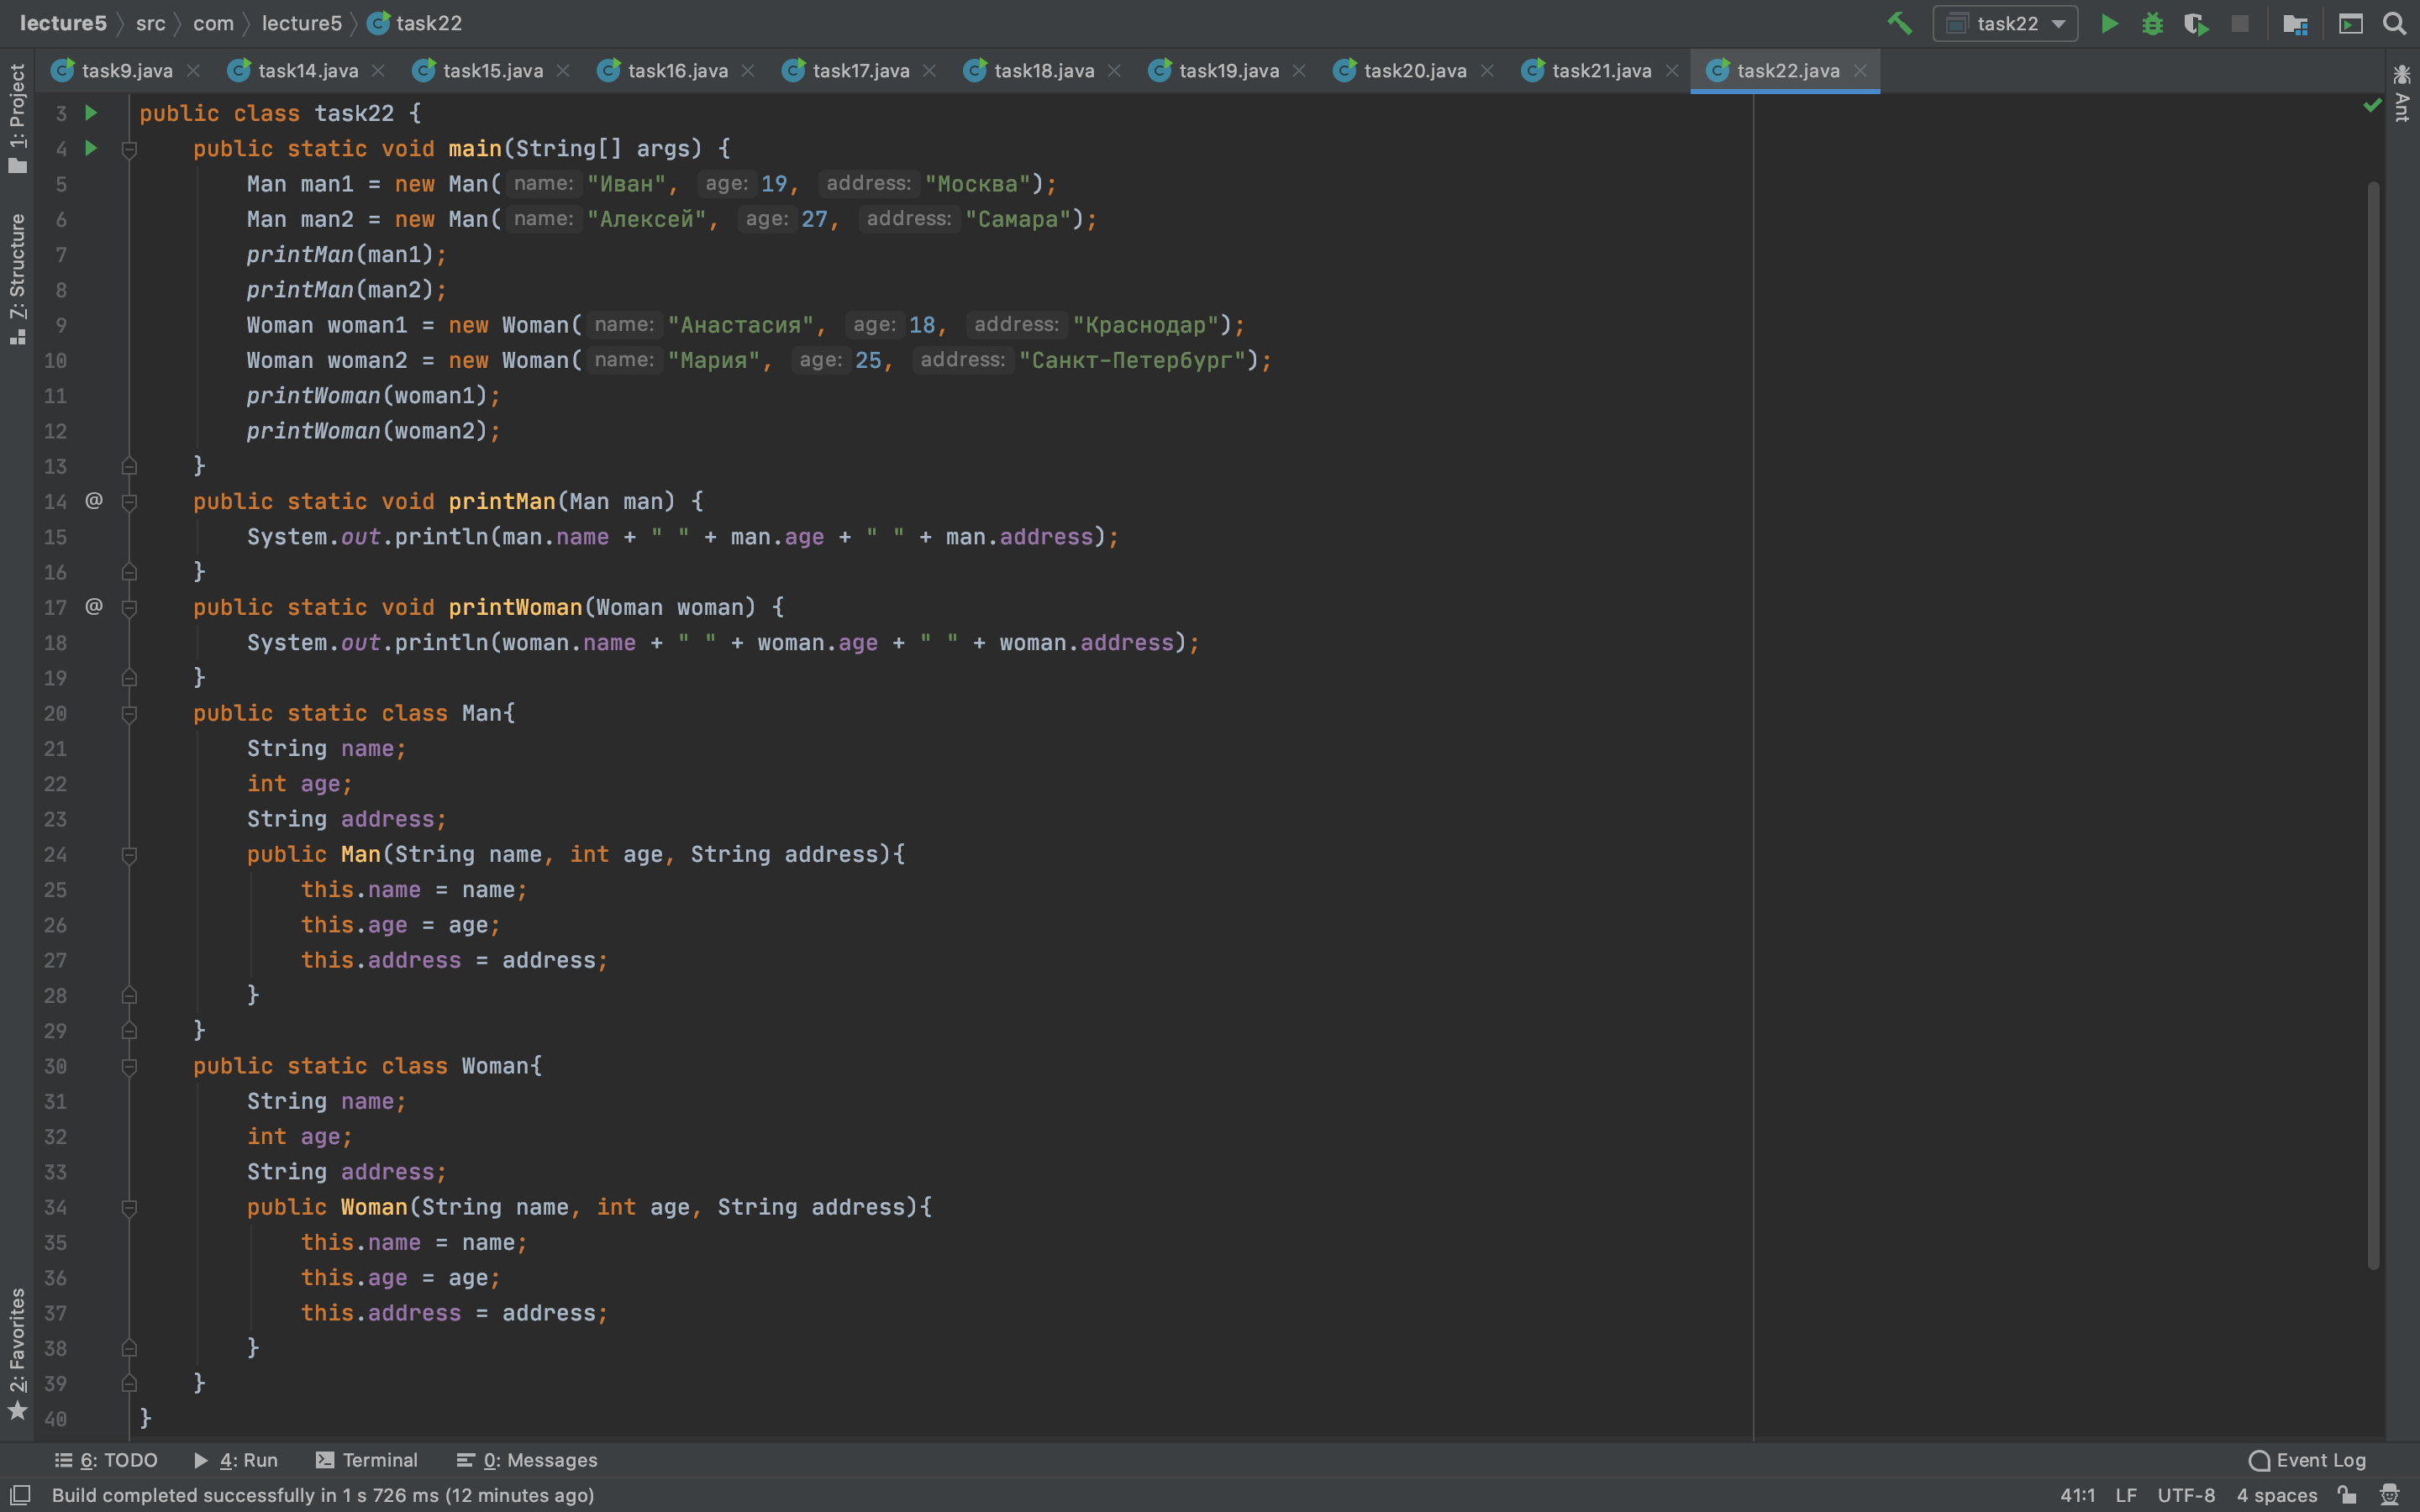 lecture5 src com lecture5 task22 task22
task9.java task14.java task15.java task16.java task17.java task18.java task19.java task20.java task21.java task22.java
1: Project
7: Structure
2: Favorites
Ant
3 public class task22 {
4 public static void main(String[] args) {
5 Man man1 = new Man( name: "Иван", age: 19, address: "Москва");
6 Man man2 = new Man( name: "Алексей", age: 27, address: "Самара");
7 printMan(man1);
8 printMan(man2);
9 Woman woman1 = new Woman( name: "Анастасия", age: 18, address: "Краснодар");
10 Woman woman2 = new Woman( name: "Мария", age: 25, address: "Санкт-Петербург");
11 printWoman(woman1);
12 printWoman(woman2);
13 }
14 @ public static void printMan(Man man) {
15 System.out.println(man.name + " " + man.age + " " + man.address);
16 }
17 @ public static void printWoman(Woman woman) {
18 System.out.println(woman.name + " " + woman.age + " " + woman.address);
19 }
20 public static class Man{
21 String name;
22 int age;
23 String address;
24 public Man(String name, int age, String address){
25 this.name = name;
26 this.age = age;
27 this.address = address;
28 }
29 }
30 public static class Woman{
31 String name;
32 int age;
33 String address;
34 public Woman(String name, int age, String address){
35 this.name = name;
36 this.age = age;
37 this.address = address;
38 }
39 }
40 }
6: TODO 4: Run Terminal 0: Messages Event Log
Build completed successfully in 1 s 726 ms (12 minutes ago) 41:1 LF UTF-8 4 spaces